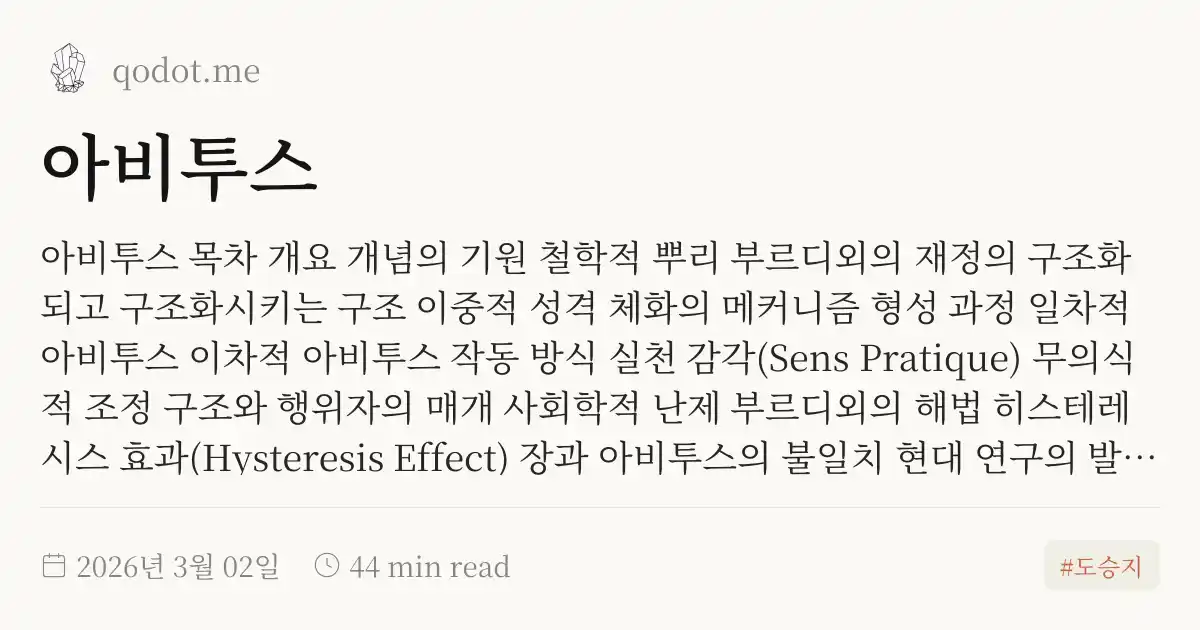 qodot.me
아비투스
아비투스 목차 개요 개념의 기원 철학적 뿌리 부르디외의 재정의 구조화
되고 구조화시키는 구조 이중적 성격 체화의 메커니즘 형성 과정 일차적
아비투스 이차적 아비투스 작동 방식 실천 감각(Sens Pratique) 무의식
적 조정 구조와 행위자의 매개 사회학적 난제 부르디외의 해법 히스테레
시스 효과(Hysteresis Effect) 장과 아비투스의 불일치 현대 연구의 발…
2026년 3월 02일 44 min read #도승지